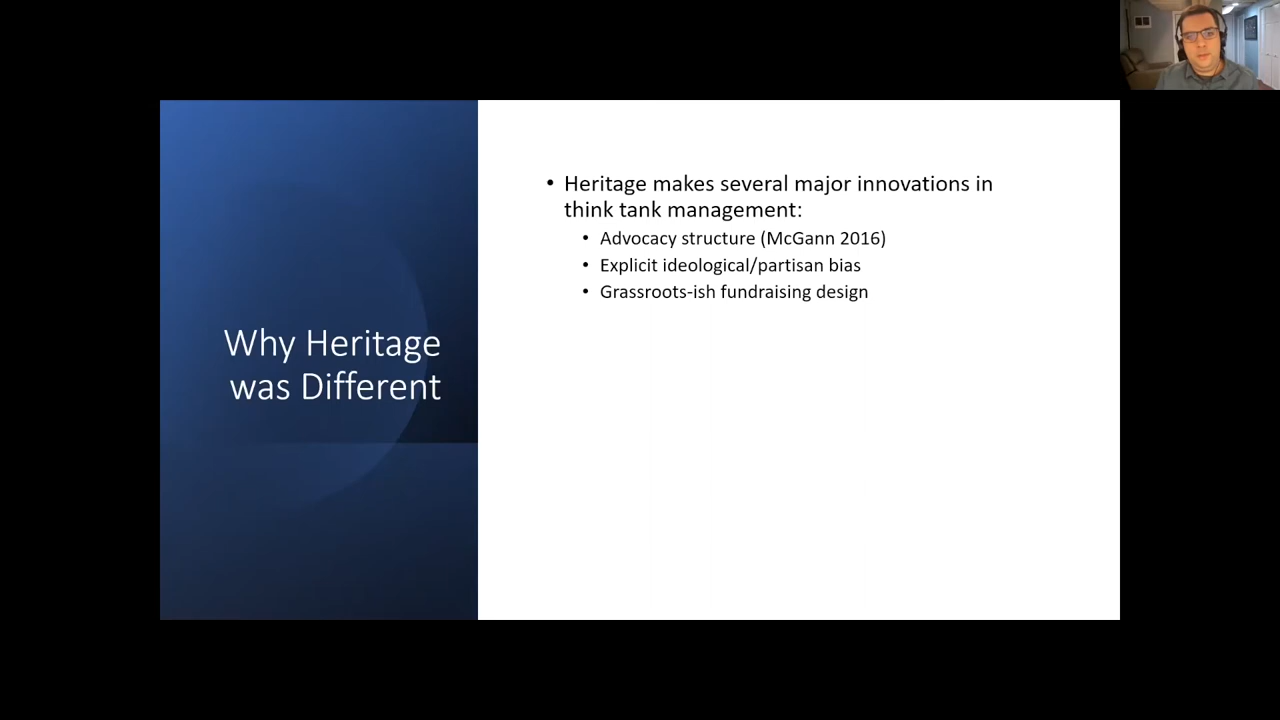 Why Heritage
was Different
• Heritage makes several major innovations in
think tank management:
• Advocacy structure (McGann 2016)
• Explicit ideological/partisan bias
• Grassroots-ish fundraising design